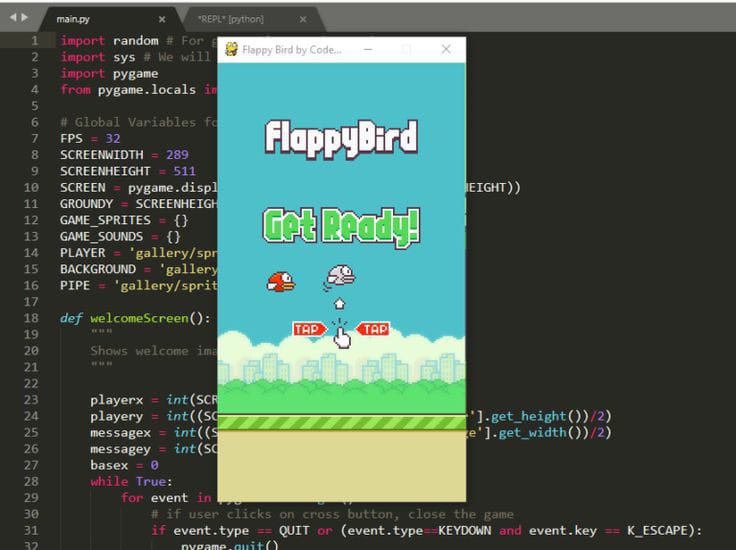 main.py
*REPL* [python]
Flappy Bird by Code...
FlappyBird
Get Ready!
TAP TAP
1 import random # For g
2 import sys # We will
3 import pygame
4 from pygame.locals im
5
6 # Global Variables fo
7 FPS = 32
8 SCREENWIDTH = 289
9 SCREENHEIGHT = 511
10 SCREEN = pygame.displ EIGHT))
11 GROUNDY = SCREENHEIGH
12 GAME_SPRITES = {}
13 GAME_SOUNDS = {}
14 PLAYER = 'gallery/spr
15 BACKGROUND = 'gallery
16 PIPE = 'gallery/sprit
17
18 def welcomeScreen():
19 """
20 Shows welcome ima
21 """
22
23 playerx = int(SCR
24 playery = int((SC '].get_height())/2)
25 messagex = int((S ge'].get_width())/2)
26 messagey = int(SC
27 basex = 0
28 while True:
29 for event in
30 # if user clicks on cross button, close the game
31 if event.type == QUIT or (event.type==KEYDOWN and event.key == K_ESCAPE):
32 pygame.quit()